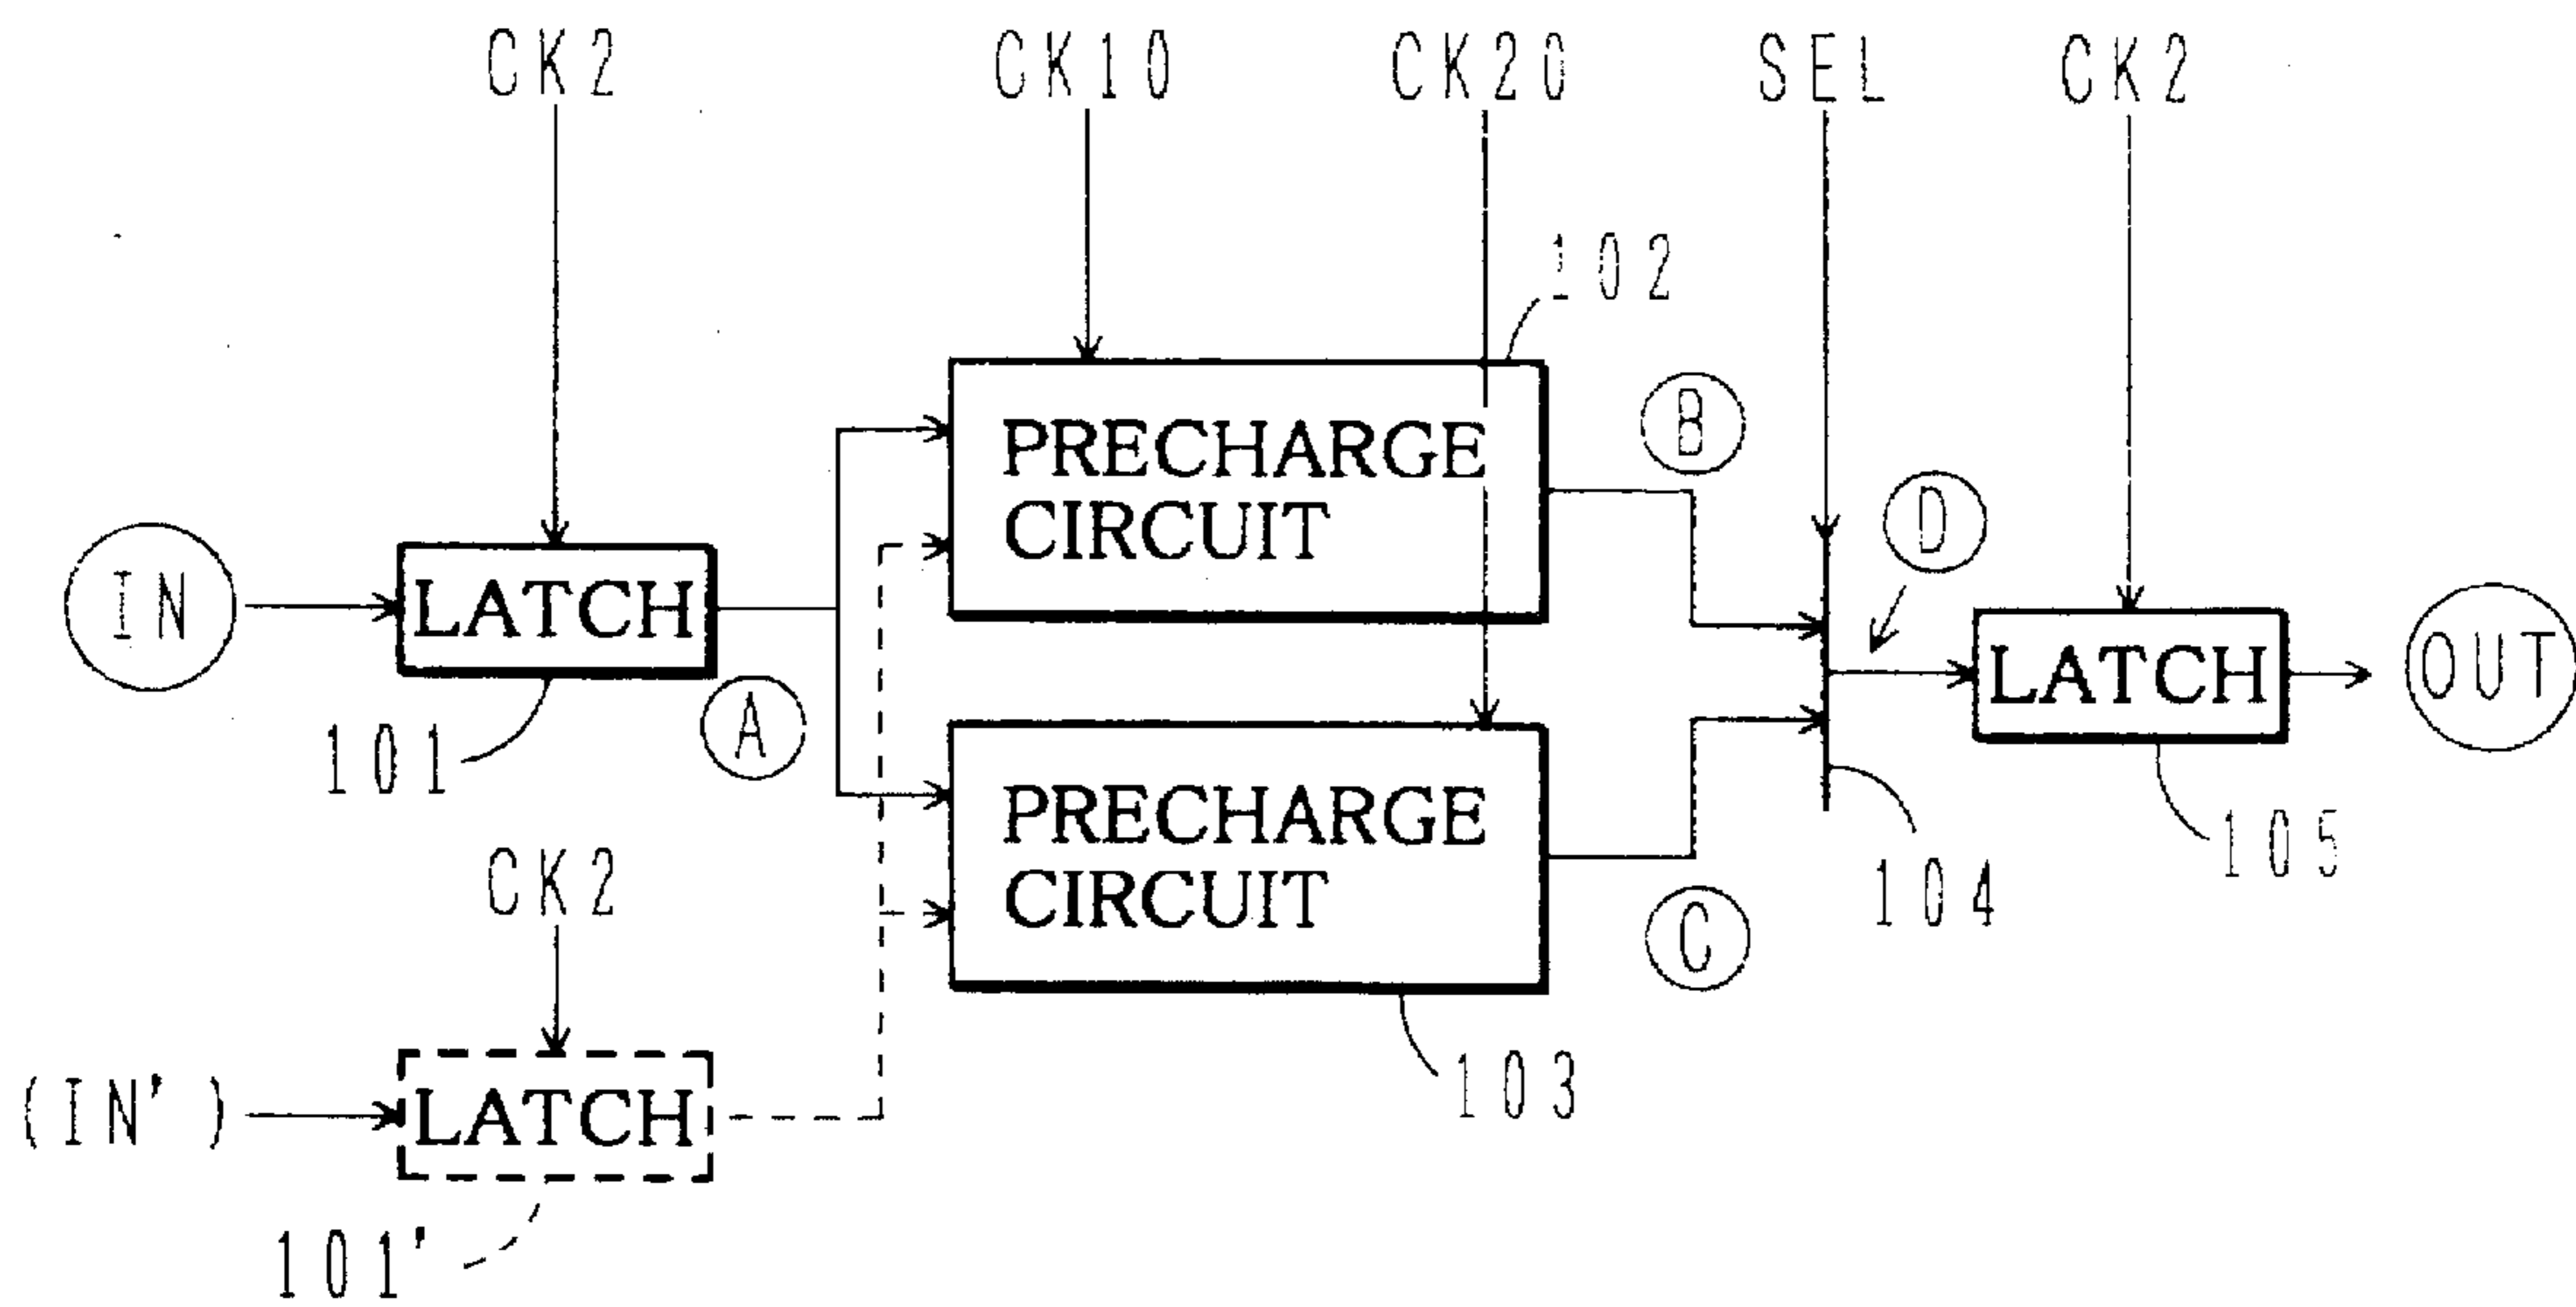 CK2
CK10
CK20
SEL
CK2
102
B
PRECHARGE
CIRCUIT
D
IN
LATCH
LATCH
OUT
A
101
PRECHARGE
CIRCUIT
105
CK2
104
C
103
(IN')
LATCH
101'